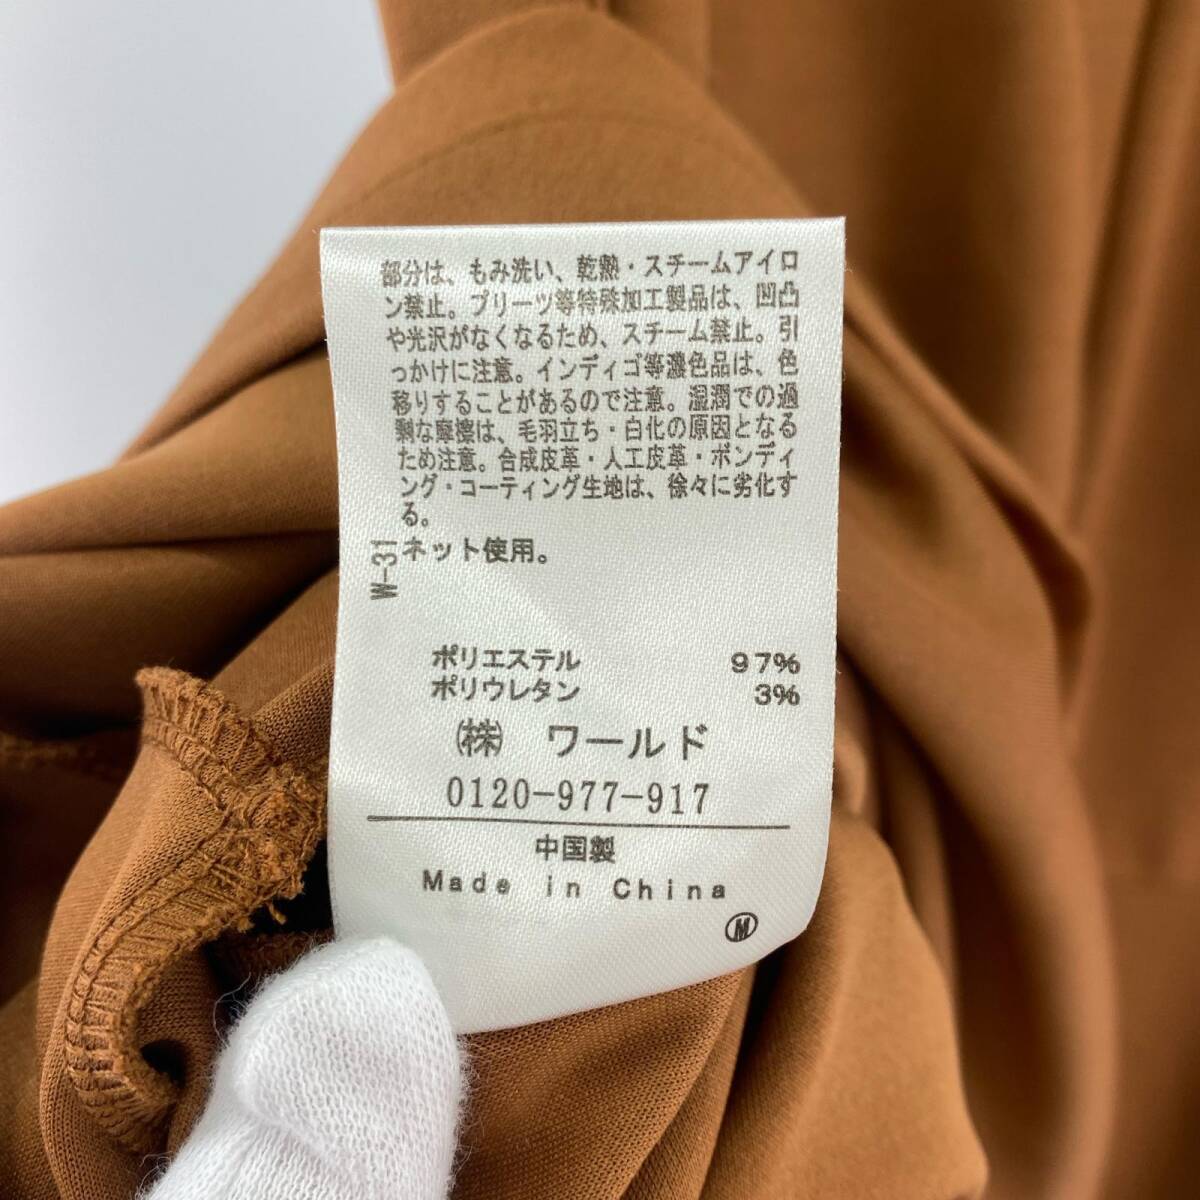 部分は、もみ洗い、乾熱・スチームアイロ
ン禁止。プリーツ等特殊加工製品は、凹凸
や光沢がなくなるため、スチーム禁止。引
っかけに注意。インディゴ等濃色品は、色
移りすることがあるので注意。湿潤での過
剰な摩擦は、毛羽立ち・白化の原因となる
ため注意。合成皮革・人工皮革・ボンディ
ング・コーティング生地は、徐々に劣化す
る。
ネット使用。
W-31
ポリエステル 97%
ポリウレタン 3%
㈱ ワールド
0120-977-917
中国製
Made in China
Ⓜ